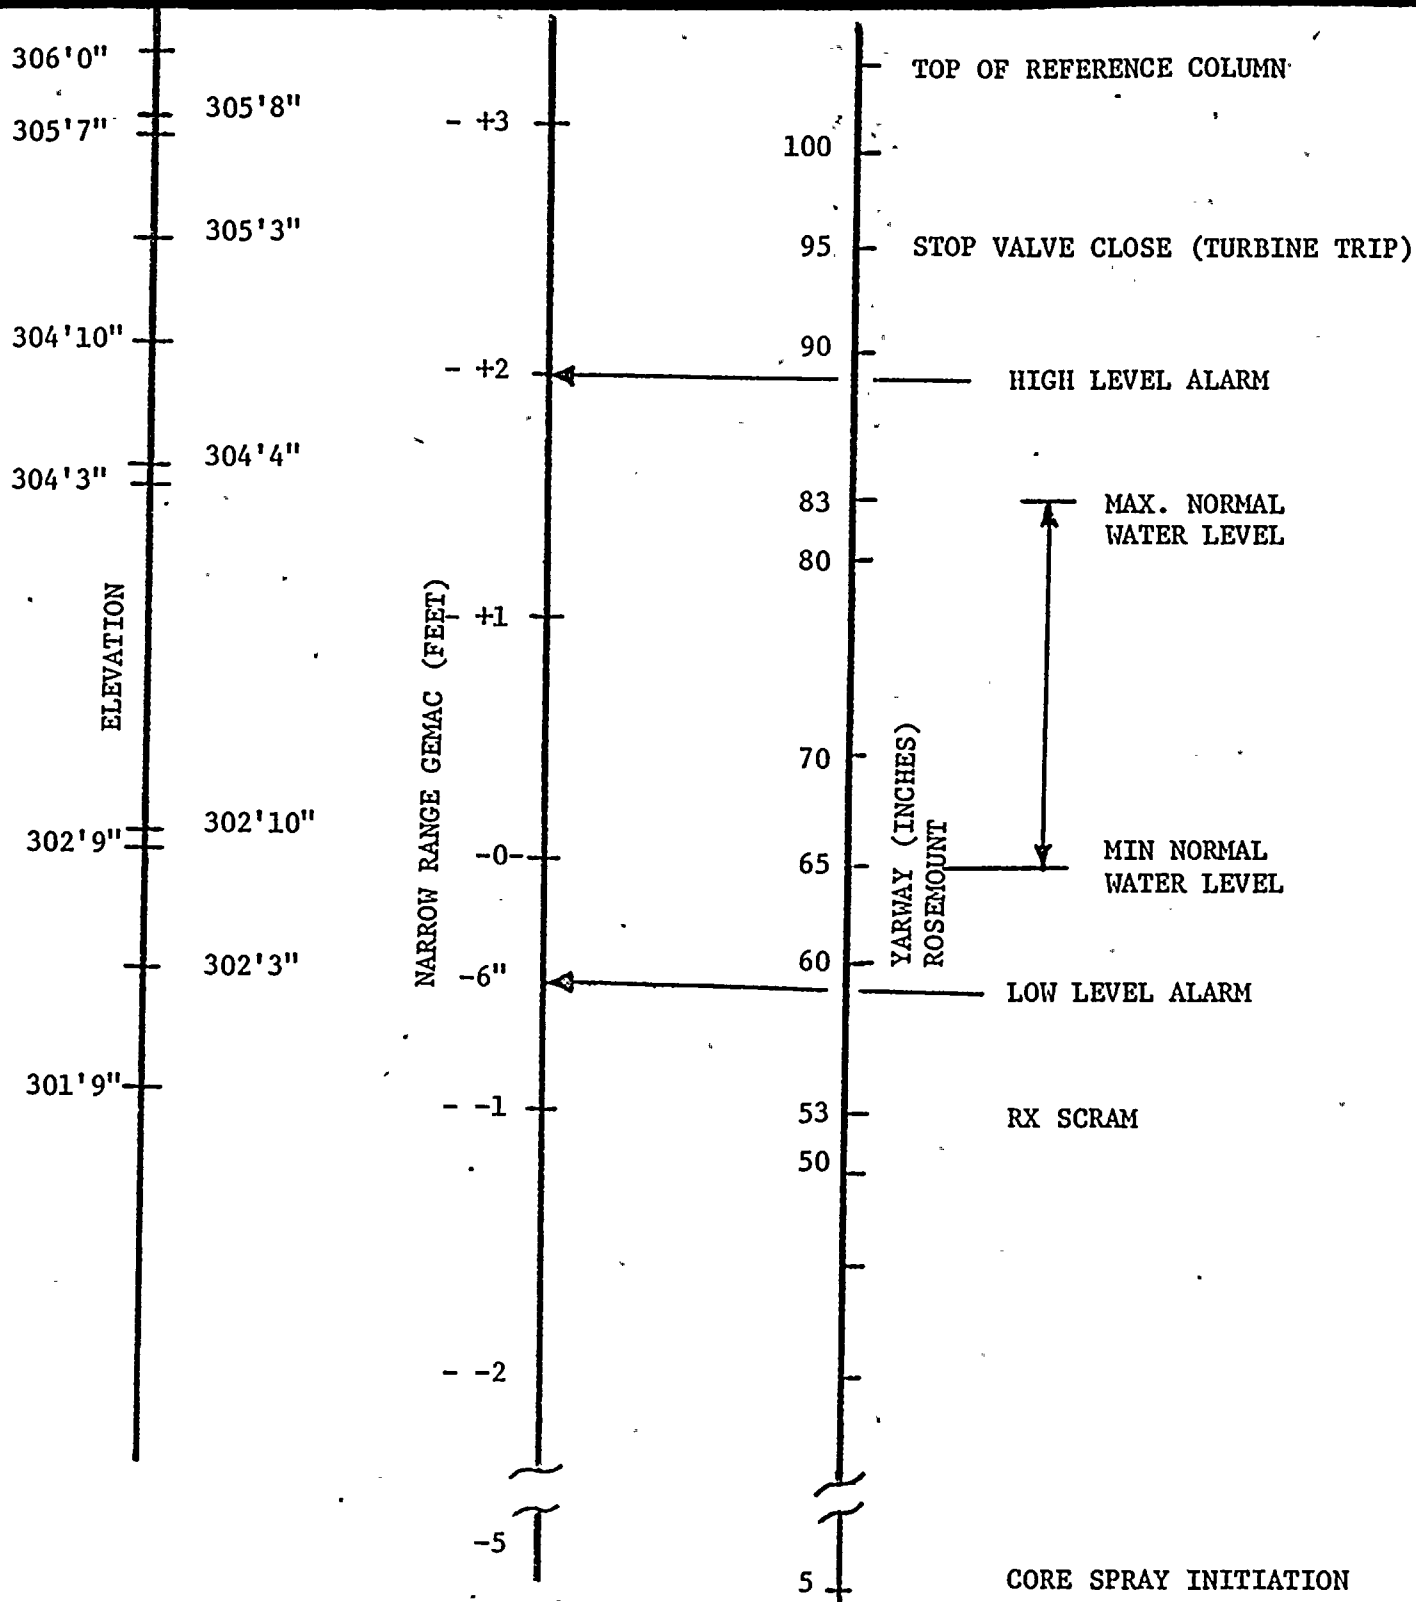 306'0"
305'8"
305'7"
305'3"
304'10"
304'4"
304'3"
302'10"
302'9"
302'3"
301'9"
ELEVATION
- +3
- +2
- +1
-0-
-6"
- -1
- -2
-5
NARROW RANGE GEMAC (FEET)
100
95
90
83
80
70
65
60
53
50
5
YARWAY (INCHES)
ROSEMOUNT
TOP OF REFERENCE COLUMN
STOP VALVE CLOSE (TURBINE TRIP)
HIGH LEVEL ALARM
MAX. NORMAL
WATER LEVEL
MIN NORMAL
WATER LEVEL
LOW LEVEL ALARM
RX SCRAM
CORE SPRAY INITIATION